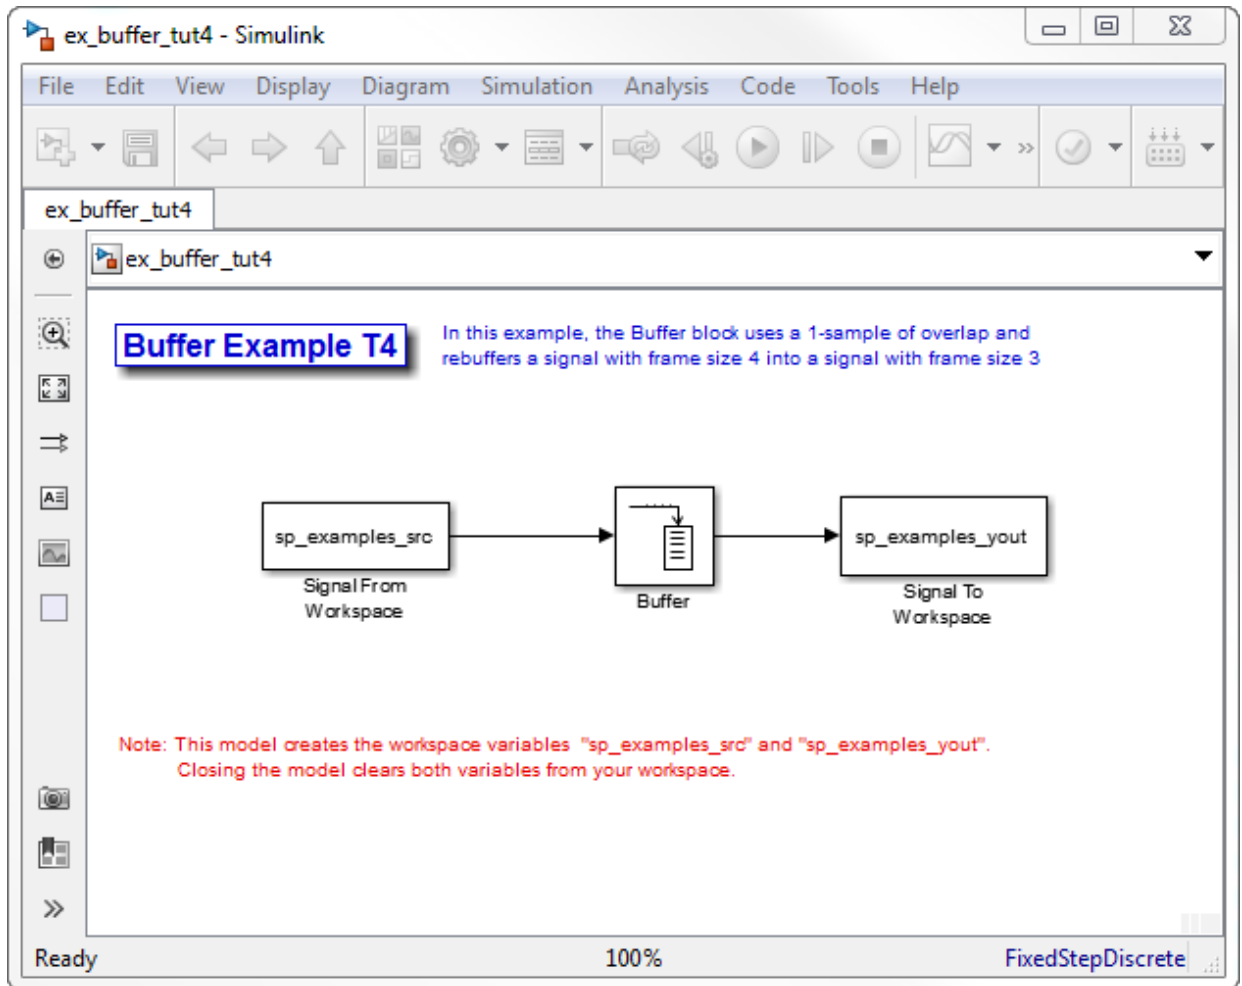 ex_buffer_tut4 - Simulink
File Edit View Display Diagram Simulation Analysis Code Tools Help
ex_buffer_tut4
ex_buffer_tut4
Buffer Example T4
In this example, the Buffer block uses a 1-sample of overlap and
rebuffers a signal with frame size 4 into a signal with frame size 3
sp_examples_src
Signal From
Workspace
Buffer
sp_examples_yout
Signal To
Workspace
Note: This model creates the workspace variables "sp_examples_src" and "sp_examples_yout".
Closing the model clears both variables from your workspace.
Ready 100% FixedStepDiscrete